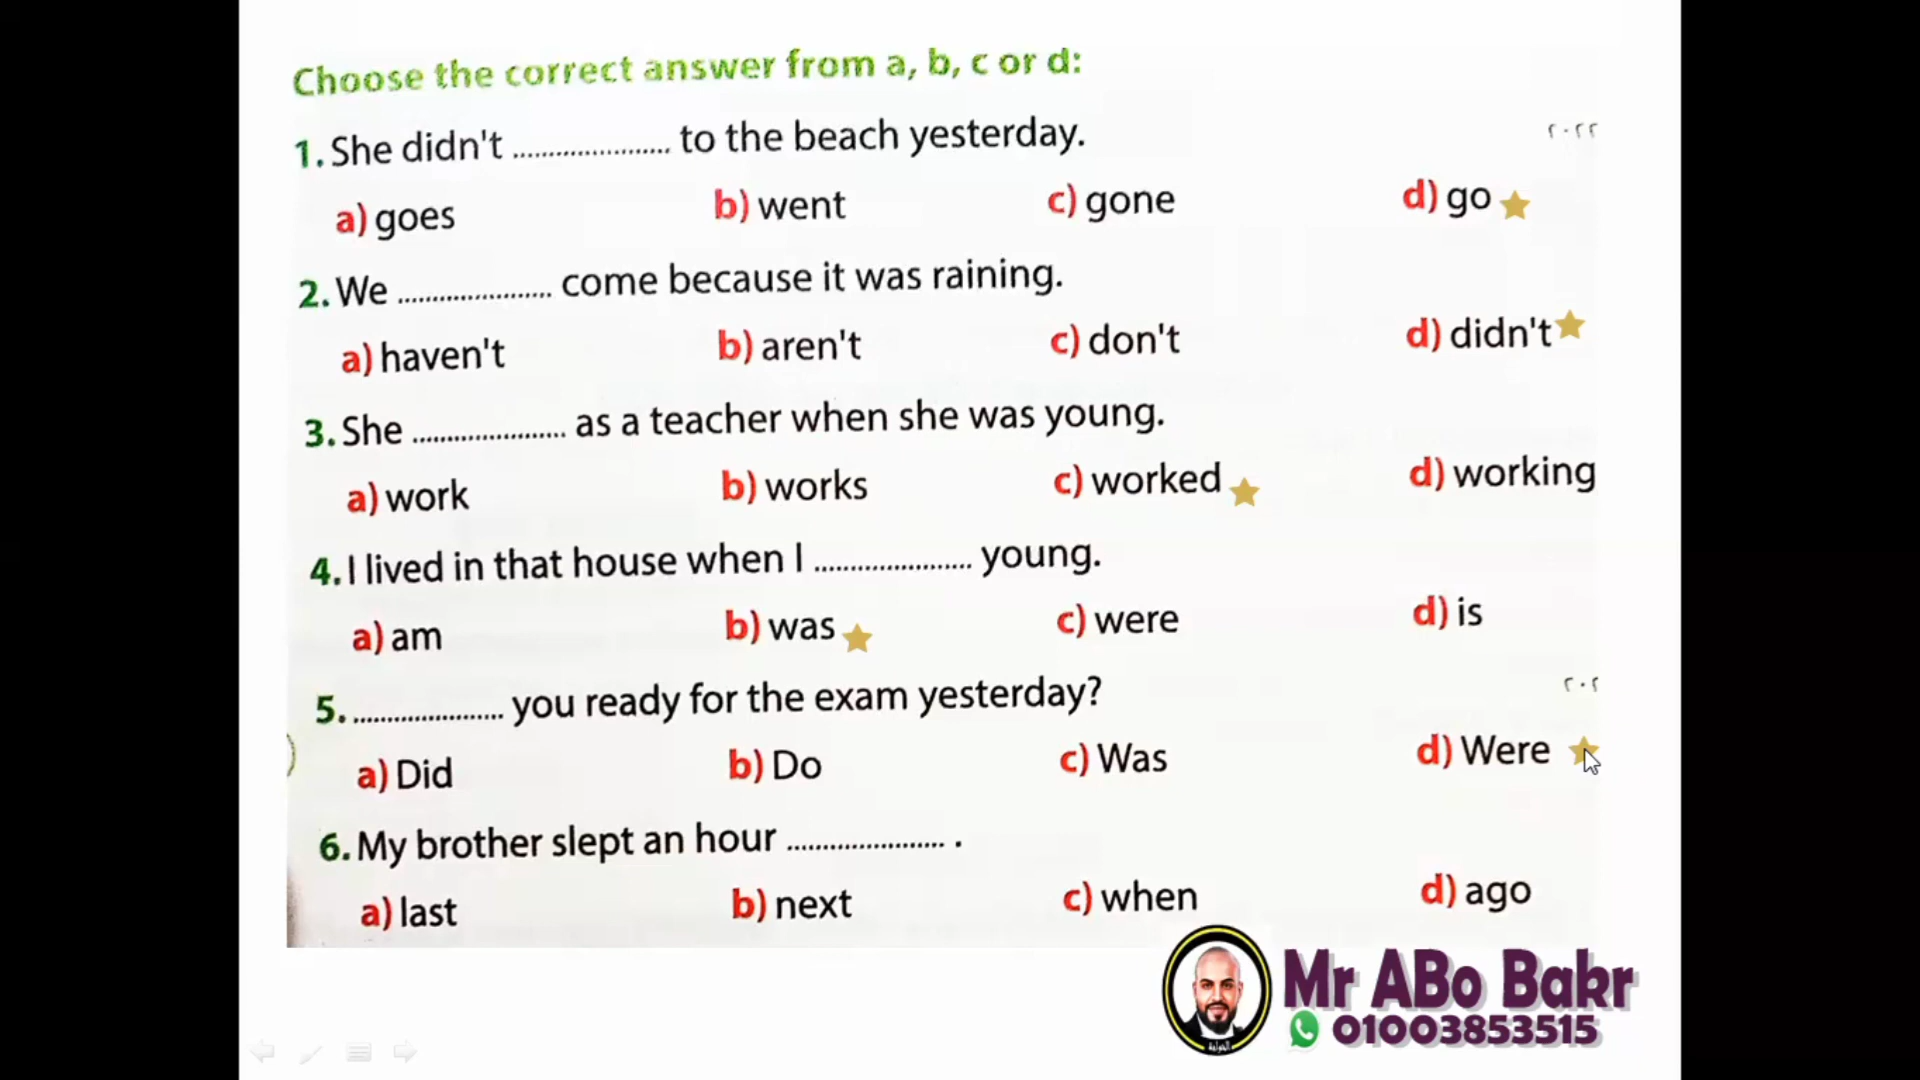 Choose the correct answer from a, b, c or d:
1. She didn't ...................... to the beach yesterday.
a) goes b) went c) gone d) go
2. We ...................... come because it was raining.
a) haven't b) aren't c) don't d) didn't
3. She ...................... as a teacher when she was young.
a) work b) works c) worked d) working
4. I lived in that house when I ...................... young.
a) am b) was c) were d) is
5. ...................... you ready for the exam yesterday?
a) Did b) Do c) Was d) Were
6. My brother slept an hour ...................... .
a) last b) next c) when d) ago
Mr ABo Bakr
01003853515